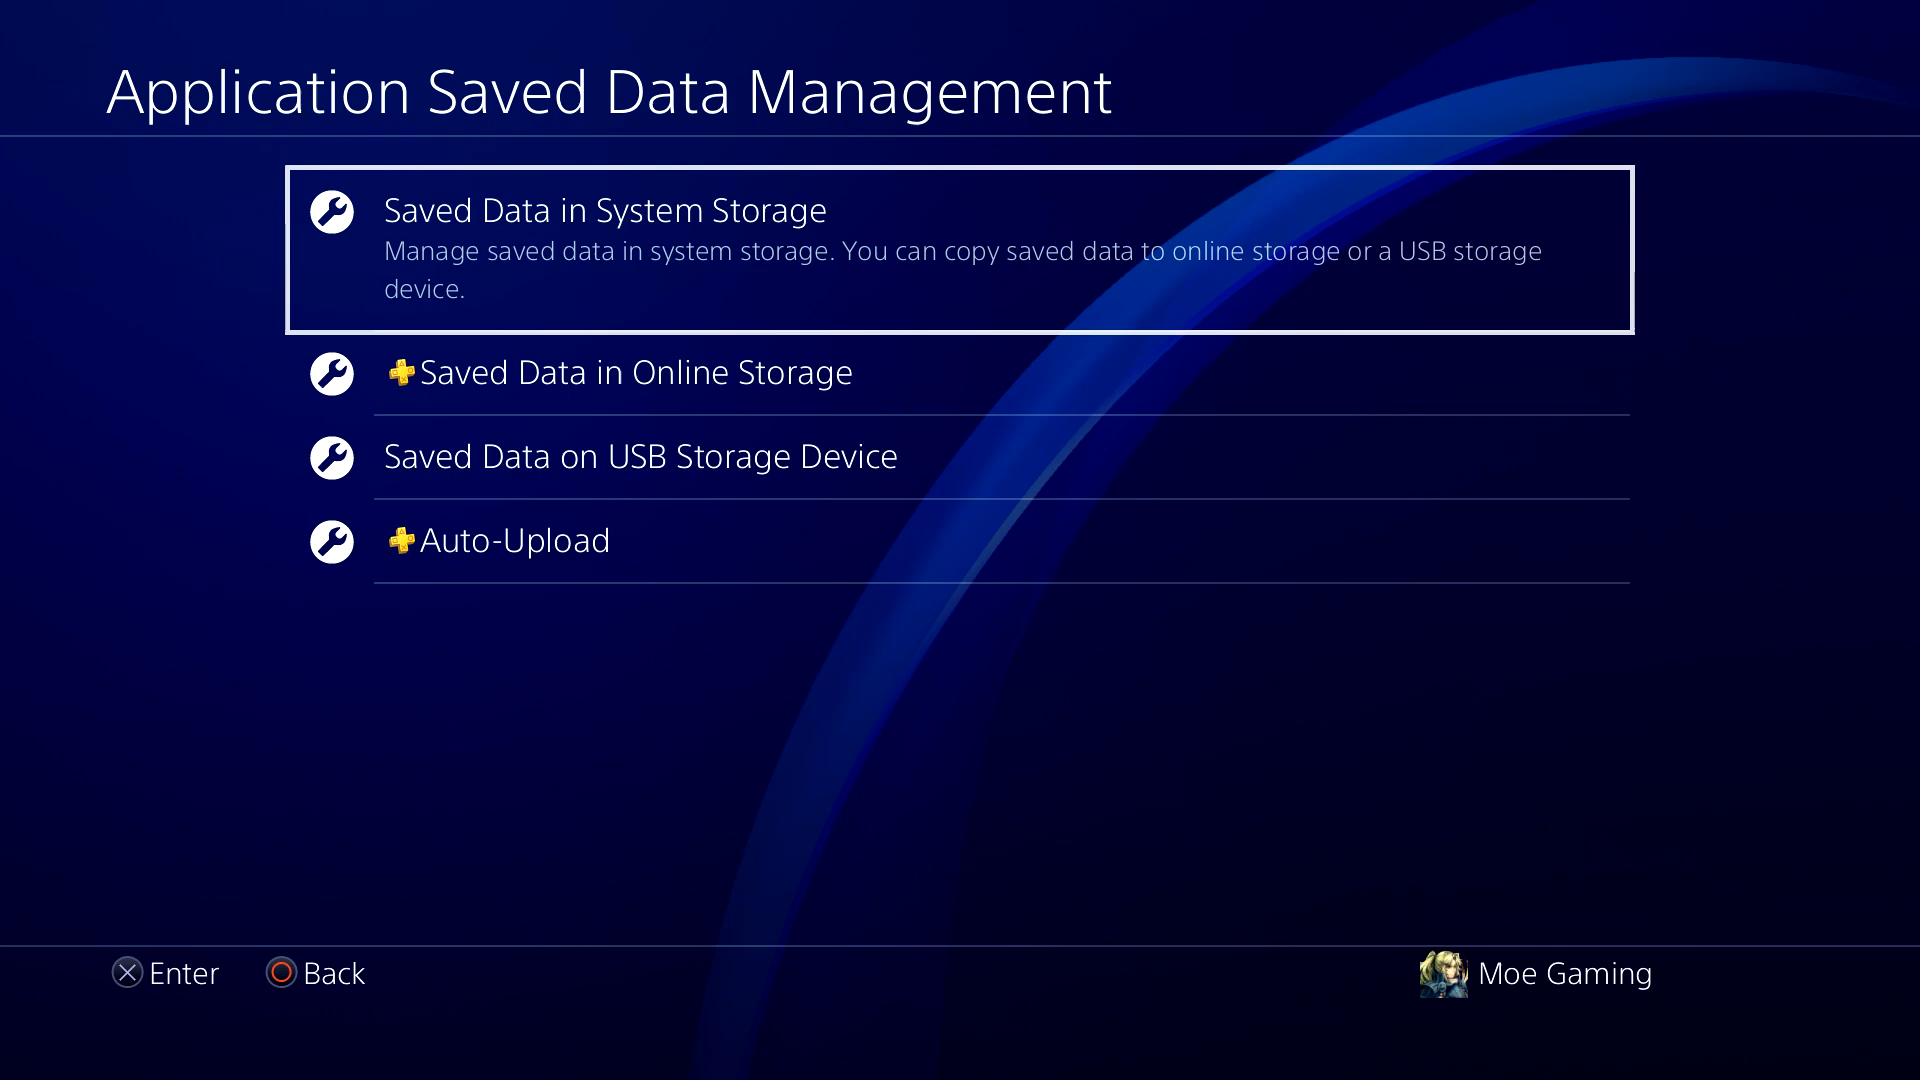 Application Saved Data Management
Saved Data in System Storage
Manage saved data in system storage. You can copy saved data to online storage or a USB storage
device.
Saved Data in Online Storage
Saved Data on USB Storage Device
Auto-Upload
Enter Back Moe Gaming